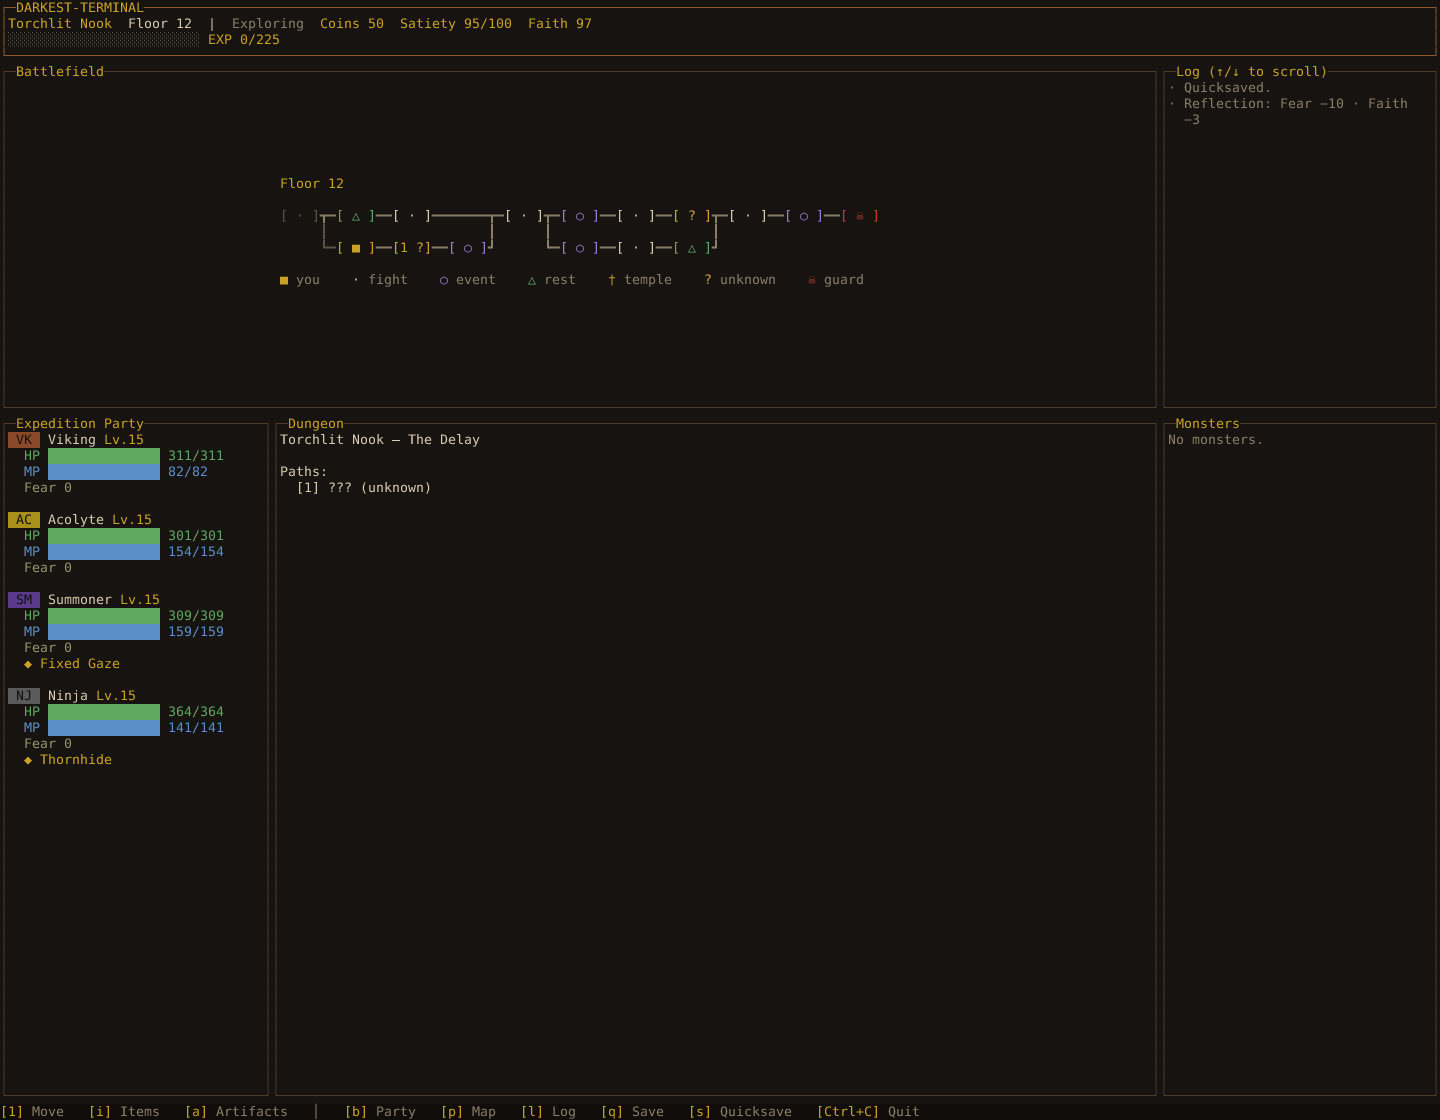 DARKEST-TERMINAL
Torchlit Nook  Floor 12  |  Exploring  Coins 50  Satiety 95/100  Faith 97
EXP 0/225
Battlefield
Floor 12
[ · ]┬─[ △ ]──[ · ]───────┬─[ · ]┬─[ ○ ]──[ · ]──[ ? ]┬─[ · ]──[ ○ ]──[ ☠ ]
└─[ ■ ]──[1 ?]──[ ○ ]┘      └─[ ○ ]──[ · ]──[ △ ]┘
■ you    · fight    ○ event    △ rest    † temple    ? unknown    ☠ guard
Log (↑/↓ to scroll)
· Quicksaved.
· Reflection: Fear −10 · Faith
−3
Expedition Party
VK Viking Lv.15
HP 311/311
MP 82/82
Fear 0
AC Acolyte Lv.15
HP 301/301
MP 154/154
Fear 0
SM Summoner Lv.15
HP 309/309
MP 159/159
Fear 0
◆ Fixed Gaze
NJ Ninja Lv.15
HP 364/364
MP 141/141
Fear 0
◆ Thornhide
Dungeon
Torchlit Nook — The Delay
Paths:
[1] ??? (unknown)
Monsters
No monsters.
[1] Move   [i] Items   [a] Artifacts   │   [b] Party   [p] Map   [l] Log   [q] Save   [s] Quicksave   [Ctrl+C] Quit